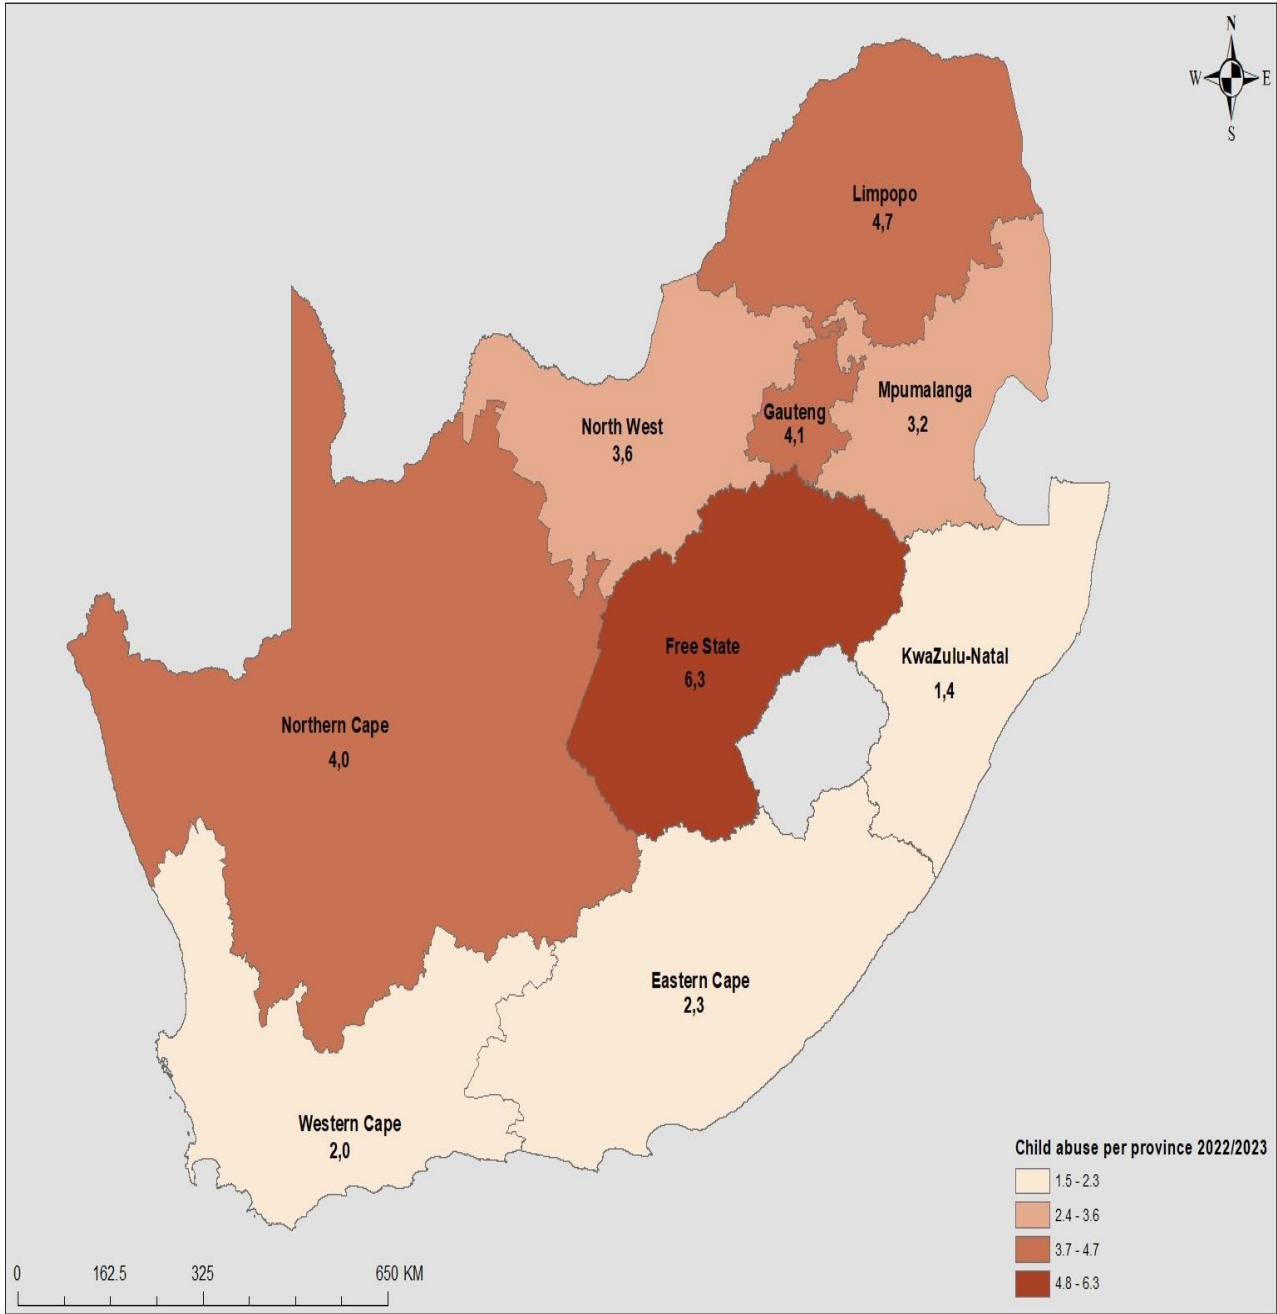 N
W E
S
Limpopo
4,7
Mpumalanga
3,2
Gauteng
4,1
North West
3,6
Free State
6,3
KwaZulu-Natal
1,4
Northern Cape
4,0
Eastern Cape
2,3
Western Cape
2,0
Child abuse per province 2022/2023
1.5 - 2.3
2.4 - 3.6
3.7 - 4.7
4.8 - 6.3
0 162.5 325 650 KM